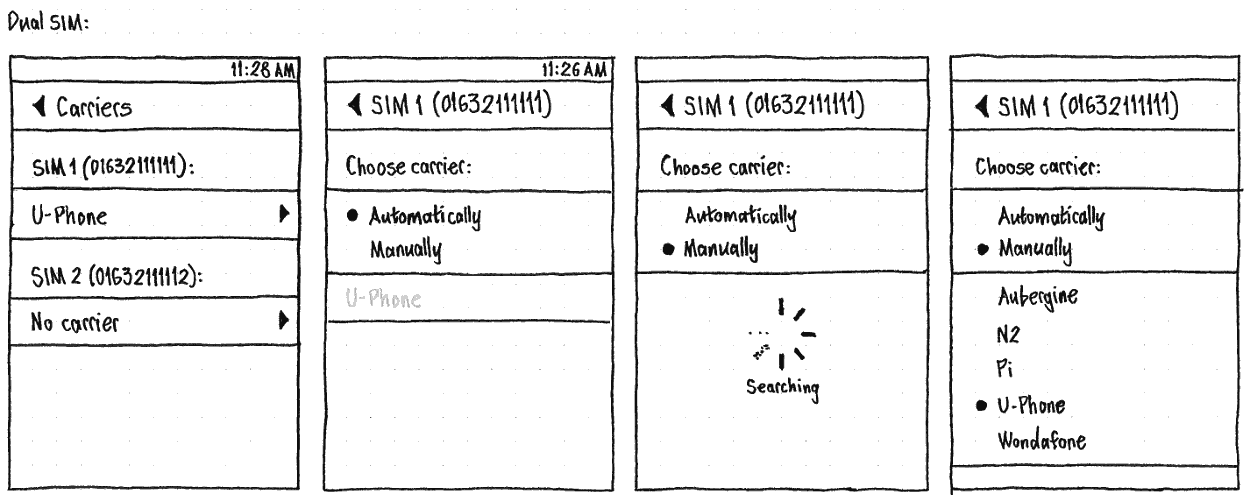 Dual SIM:
11:28 AM
Carriers
SIM 1 (01632111111):
U-Phone
SIM 2 (01632111112):
No carrier
11:26 AM
SIM 1 (01632111111)
Choose carrier:
Automatically
Manually
U-Phone
SIM 1 (01632111111)
Choose carrier:
Automatically
Manually
Searching
SIM 1 (01632111111)
Choose carrier:
Automatically
Manually
Aubergine
N2
Pi
U-Phone
Wondafone